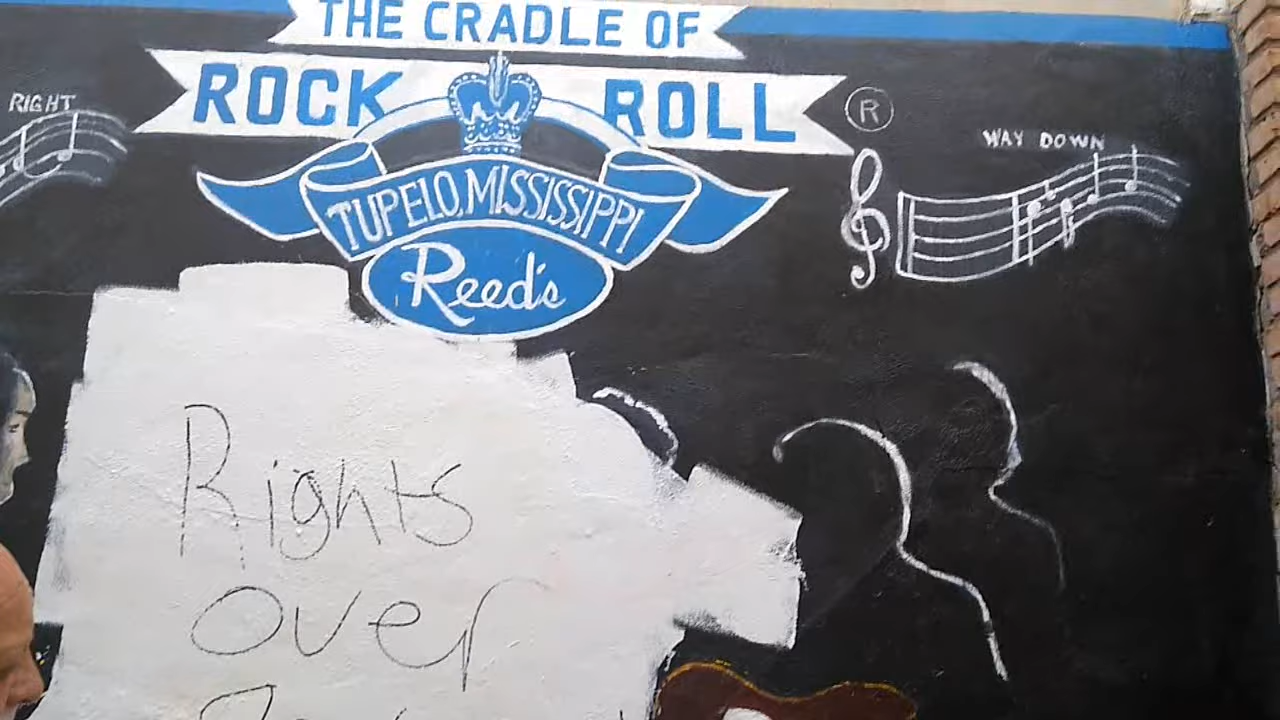 THE CRADLE OF
ROCK ROLL
®
RIGHT
WAY DOWN
TUPELO, MISSISSIPPI
Reed's
Rights
over